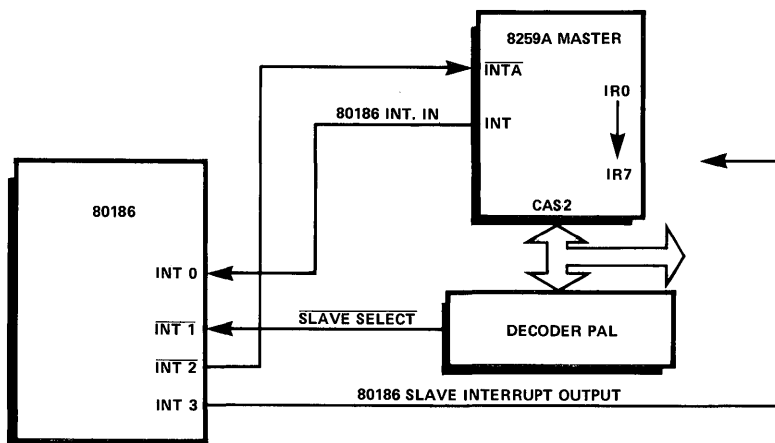 8259A MASTER
INTA
IR0
80186 INT. IN
INT
IR7
80186
CAS2
INT 0
SLAVE SELECT
INT 1
DECODER PAL
INT 2
80186 SLAVE INTERRUPT OUTPUT
INT 3